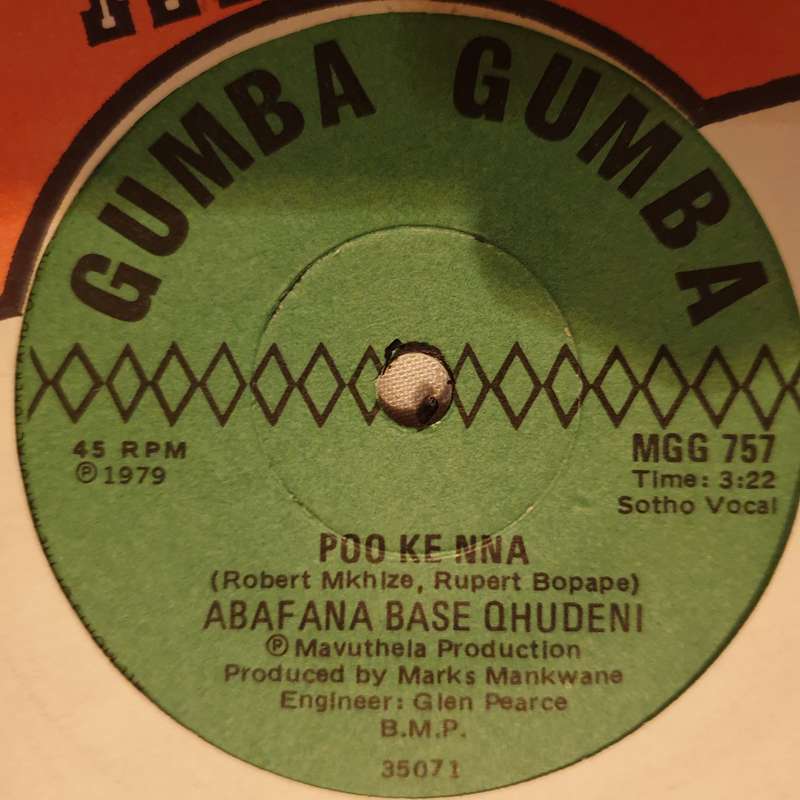 GUMBA GUMBA
45 RPM
℗ 1979
MGG 757
Time: 3:22
Sotho Vocal
POO KE NNA
(Robert Mkhize, Rupert Bopape)
ABAFANA BASE QHUDENI
℗ Mavuthela Production
Produced by Marks Mankwane
Engineer: Glen Pearce
B.M.P.
35071